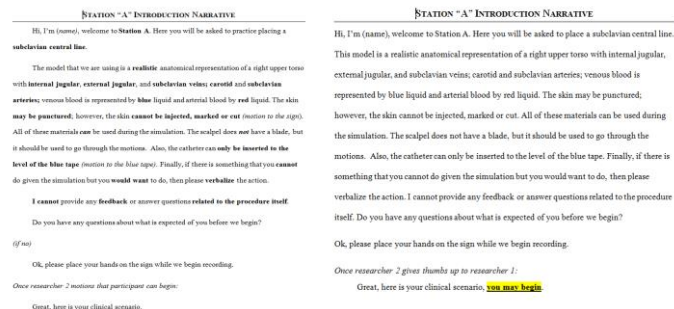 STATION “A” INTRODUCTION NARRATIVE
Hi, I’m (name), welcome to Station A. Here you will be asked to practice placing a
subclavian central line.
The model that we are using is a realistic anatomical representation of a right upper torso
with internal jugular, external jugular, and subclavian veins; carotid and subclavian
arteries; venous blood is represented by blue liquid and arterial blood by red liquid. The skin
may be punctured; however, the skin cannot be injected, marked or cut (motion to the sign).
All of these materials can be used during the simulation. The scalpel does not have a blade, but
it should be used to go through the motions. Also, the catheter can only be inserted to the
level of the blue tape (motion to the blue tape). Finally, if there is something that you cannot
do given the simulation but you would want to do, then please verbalize the action.
I cannot provide any feedback or answer questions related to the procedure itself.
Do you have any questions about what is expected of you before we begin?
(if no)
Ok, please place your hands on the sign while we begin recording.
Once researcher 2 motions that participant can begin:
Great, here is your clinical scenario.
STATION “A” INTRODUCTION NARRATIVE
Hi, I’m (name), welcome to Station A. Here you will be asked to place a subclavian central line.
This model is a realistic anatomical representation of a right upper torso with internal jugular,
external jugular, and subclavian veins; carotid and subclavian arteries; venous blood is
represented by blue liquid and arterial blood by red liquid. The skin may be punctured;
however, the skin cannot be injected, marked or cut. All of these materials can be used during
the simulation. The scalpel does not have a blade, but it should be used to go through the
motions. Also, the catheter can only be inserted to the level of the blue tape. Finally, if there is
something that you cannot do given the simulation but you would want to do, then please
verbalize the action. I cannot provide any feedback or answer questions related to the procedure
itself. Do you have any questions about what is expected of you before we begin?
Ok, please place your hands on the sign while we begin recording.
Once researcher 2 gives thumbs up to researcher 1:
Great, here is your clinical scenario, you may begin.